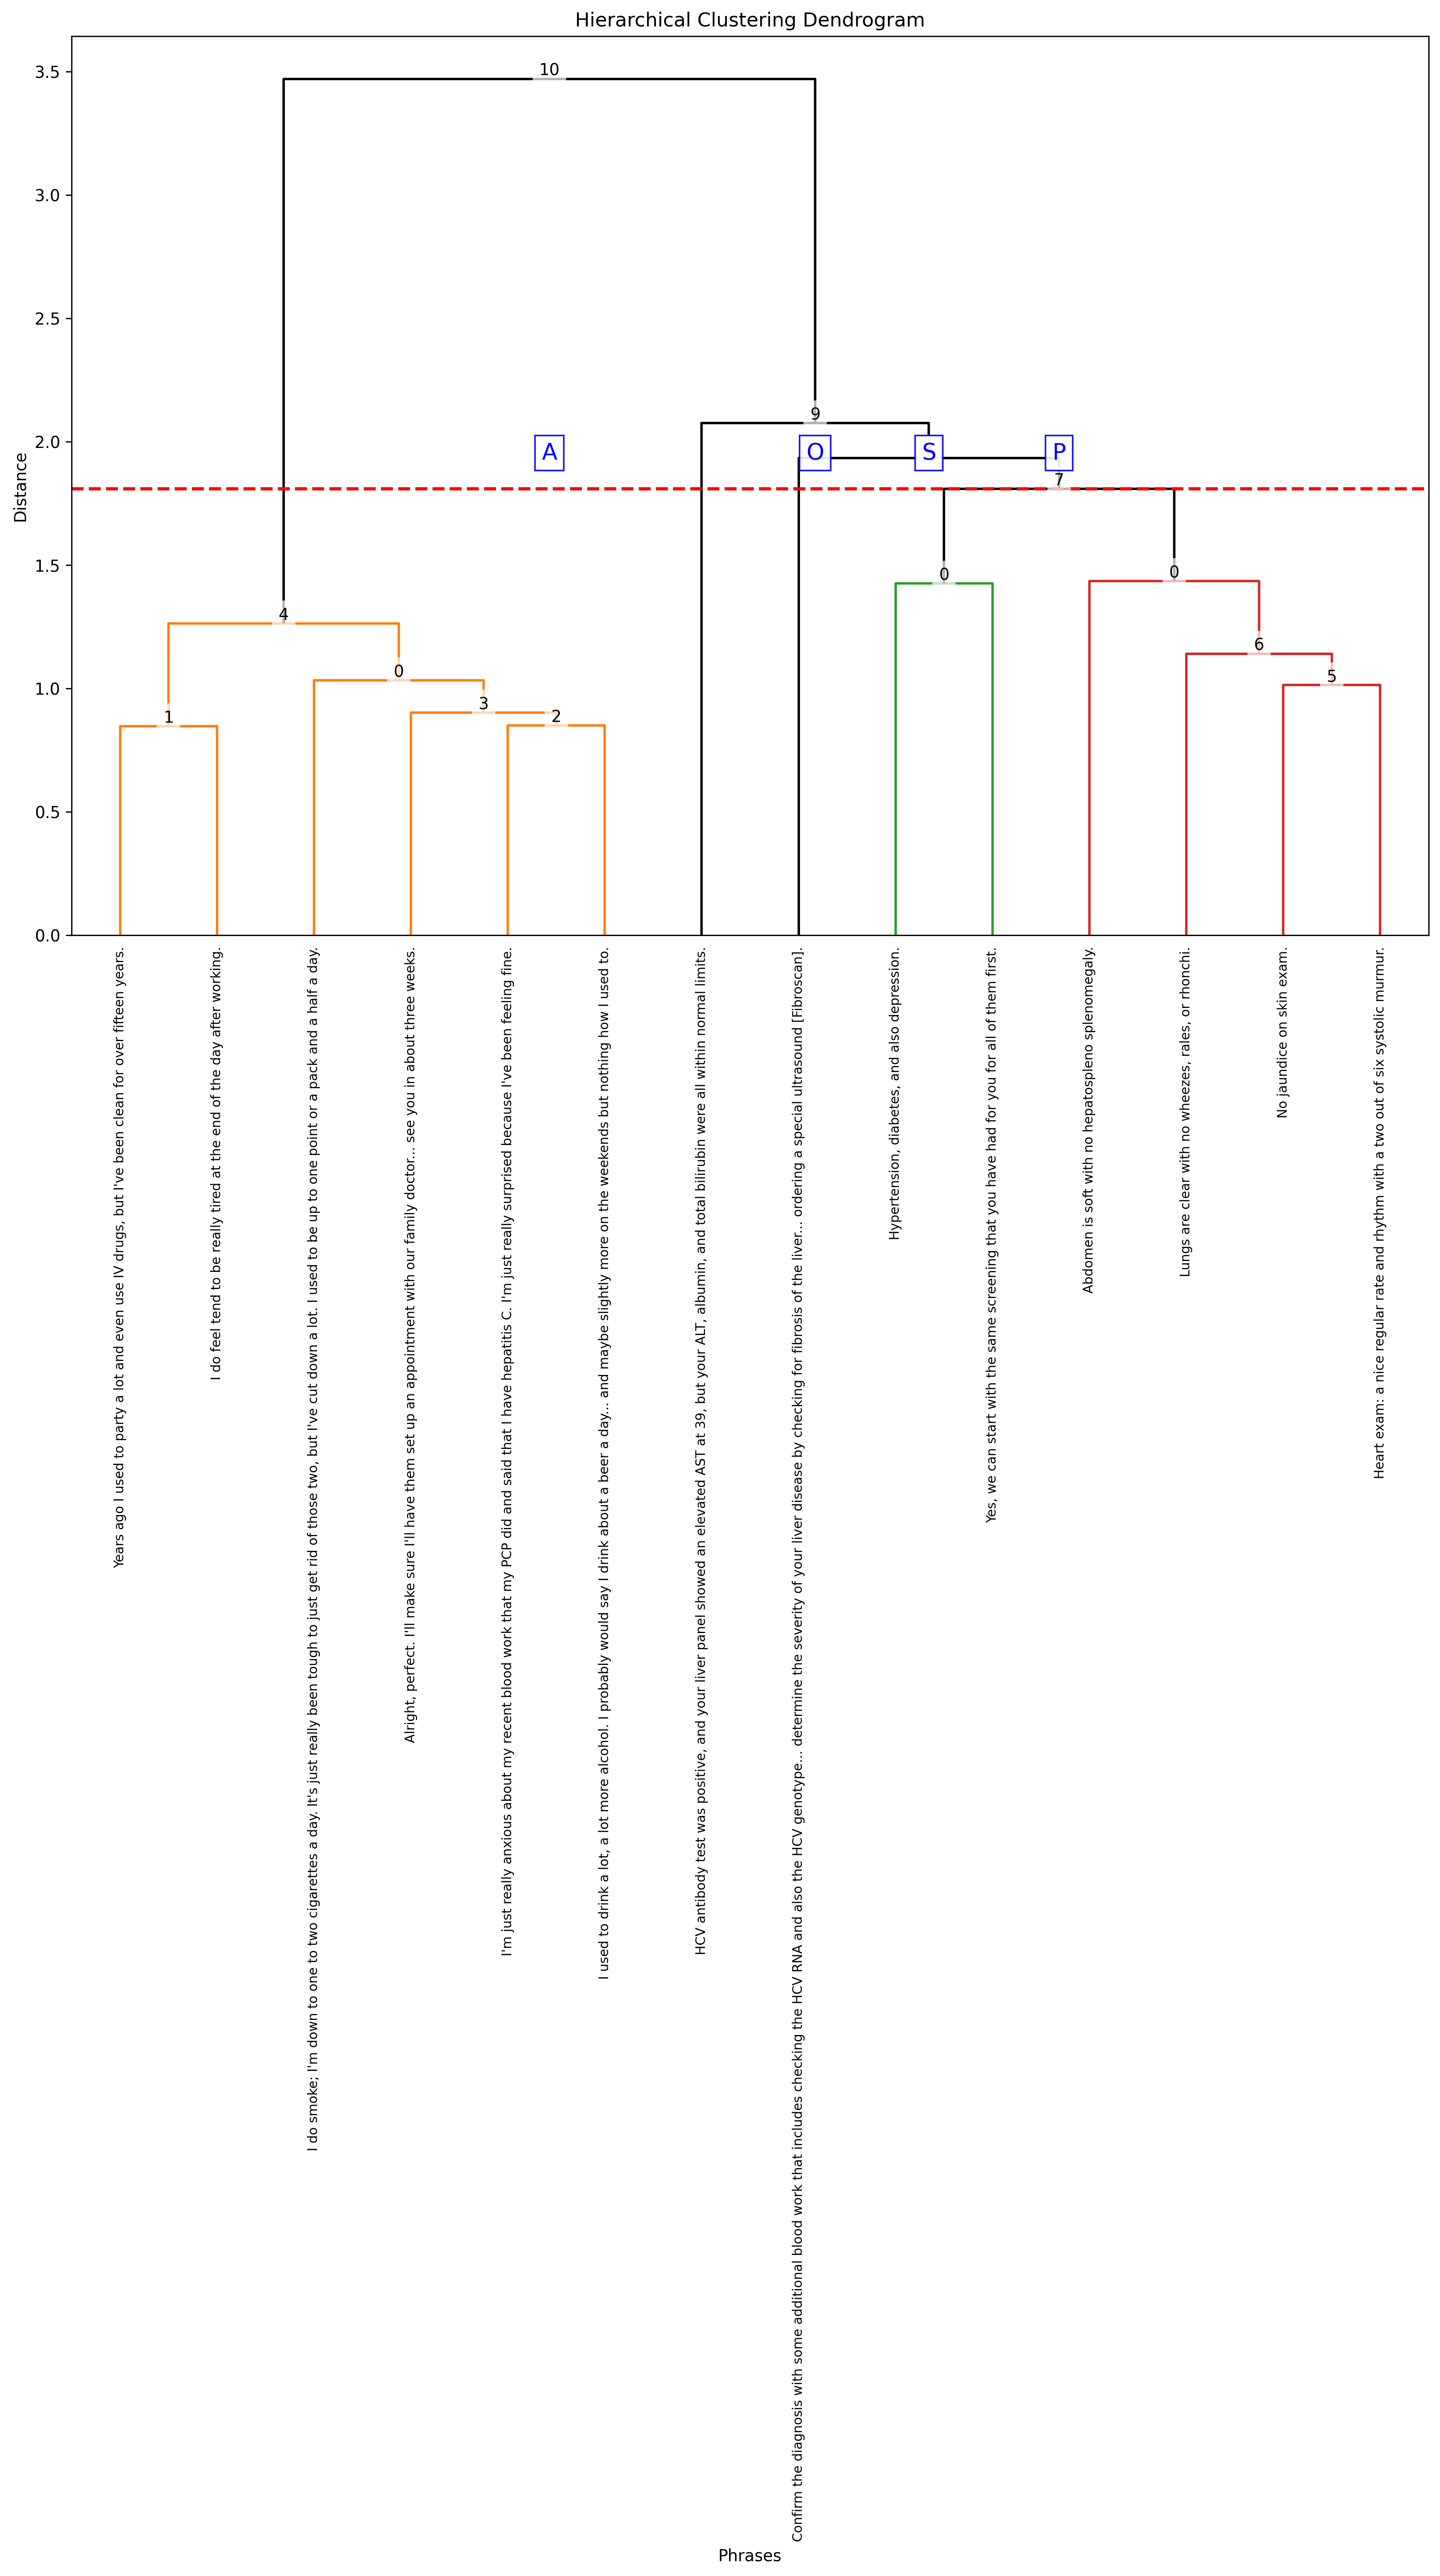 Hierarchical Clustering Dendrogram
3.5
3.0
2.5
2.0
1.5
1.0
0.5
0.0
Distance
10
9
A
O
S
P
7
0
0
4
6
0
5
3
2
1
Years ago I used to party a lot and even use IV drugs, but I've been clean for over fifteen years.
I do feel tend to be really tired at the end of the day after working.
I do smoke; I'm down to one to two cigarettes a day. It's just really been tough to just get rid of those two, but I've cut down a lot. I used to be up to one point or a pack and a half a day.
Alright, perfect. I'll make sure I'll have them set up an appointment with our family doctor... see you in about three weeks.
I'm just really anxious about my recent blood work that my PCP did and said that I have hepatitis C. I'm just really surprised because I've been feeling fine.
I used to drink a lot, a lot more alcohol. I probably would say I drink about a beer a day... and maybe slightly more on the weekends but nothing how I used to.
HCV antibody test was positive, and your liver panel showed an elevated AST at 39, but your ALT, albumin, and total bilirubin were all within normal limits.
Confirm the diagnosis with some additional blood work that includes checking the HCV RNA and also the HCV genotype... determine the severity of your liver disease by checking for fibrosis of the liver... ordering a special ultrasound [Fibroscan].
Hypertension, diabetes, and also depression.
Yes, we can start with the same screening that you have had for you for all of them first.
Abdomen is soft with no hepatospleno splenomegaly.
Lungs are clear with no wheezes, rales, or rhonchi.
No jaundice on skin exam.
Heart exam: a nice regular rate and rhythm with a two out of six systolic murmur.
Phrases